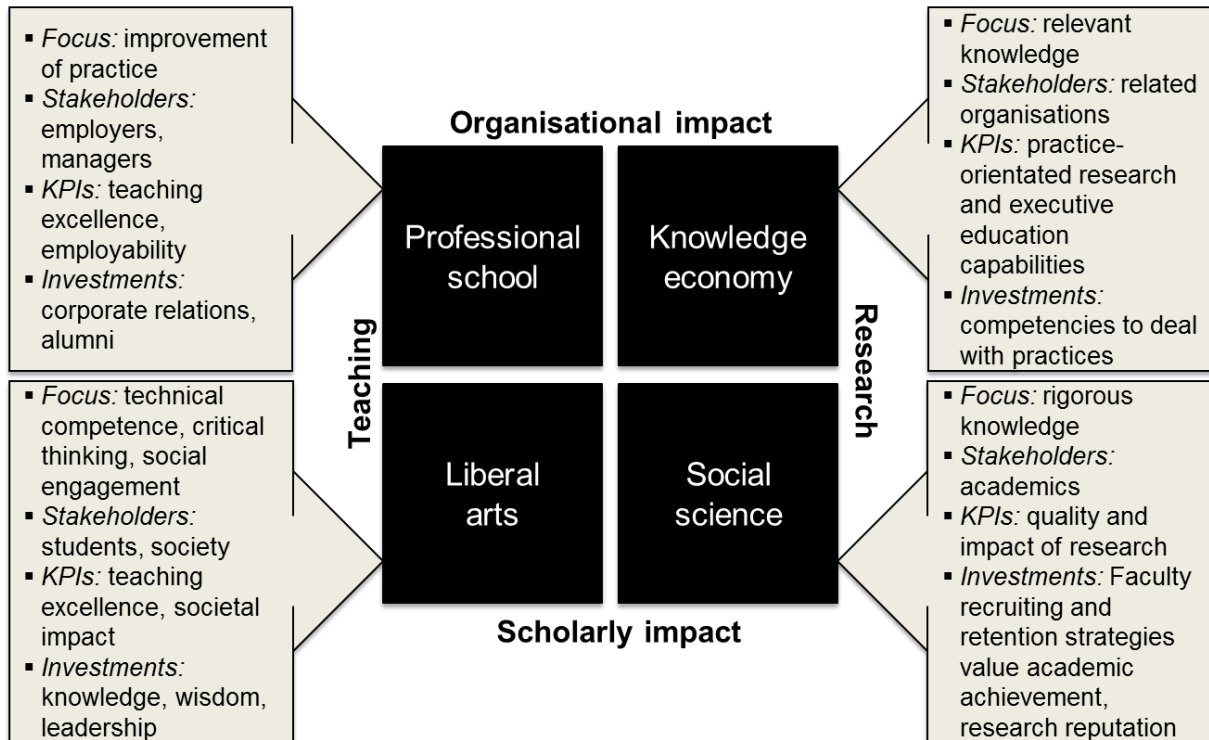 ▪ Focus: improvement
of practice
▪ Stakeholders:
employers,
managers
▪ KPIs: teaching
excellence,
employability
▪ Investments:
corporate relations,
alumni
Organisational impact
▪ Focus: relevant
knowledge
▪ Stakeholders: related
organisations
▪ KPIs: practice-
orientated research
and executive
education
capabilities
▪ Investments:
competencies to deal
with practices
Professional
school
Knowledge
economy
Teaching
Research
Liberal
arts
Social
science
▪ Focus: technical
competence, critical
thinking, social
engagement
▪ Stakeholders:
students, society
▪ KPIs: teaching
excellence, societal
impact
▪ Investments:
knowledge, wisdom,
leadership
Scholarly impact
▪ Focus: rigorous
knowledge
▪ Stakeholders:
academics
▪ KPIs: quality and
impact of research
▪ Investments: Faculty
recruiting and
retention strategies
value academic
achievement,
research reputation